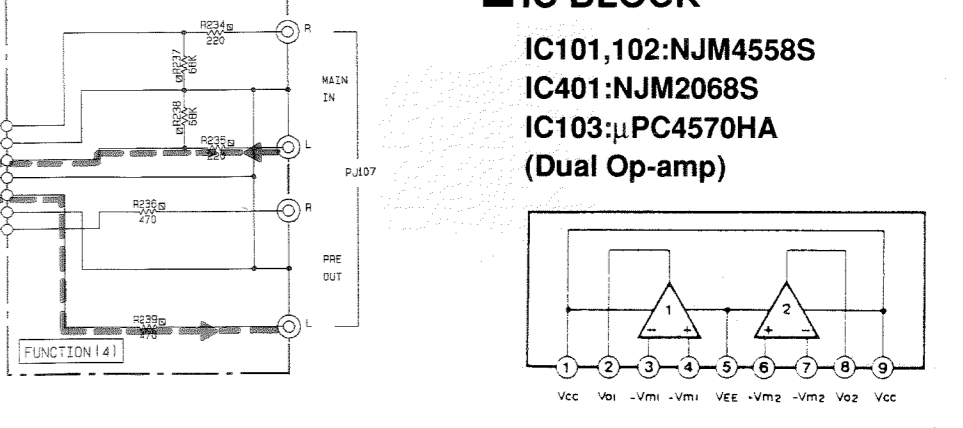 IC BLOCK
IC101,102:NJM4558S
IC401:NJM2068S
IC103:μPC4570HA
(Dual Op-amp)
R234
220
R
ØR237
68K
MAIN
IN
ØR238
68K
R235
220
L
PJ107
R236
470
R
PRE
OUT
R239
470
L
FUNCTION(4)
1
2
-
+
+
-
1 2 3 4 5 6 7 8 9
Vcc Vo1 -Vm1 -Vm1 VEE +Vm2 -Vm2 Vo2 Vcc